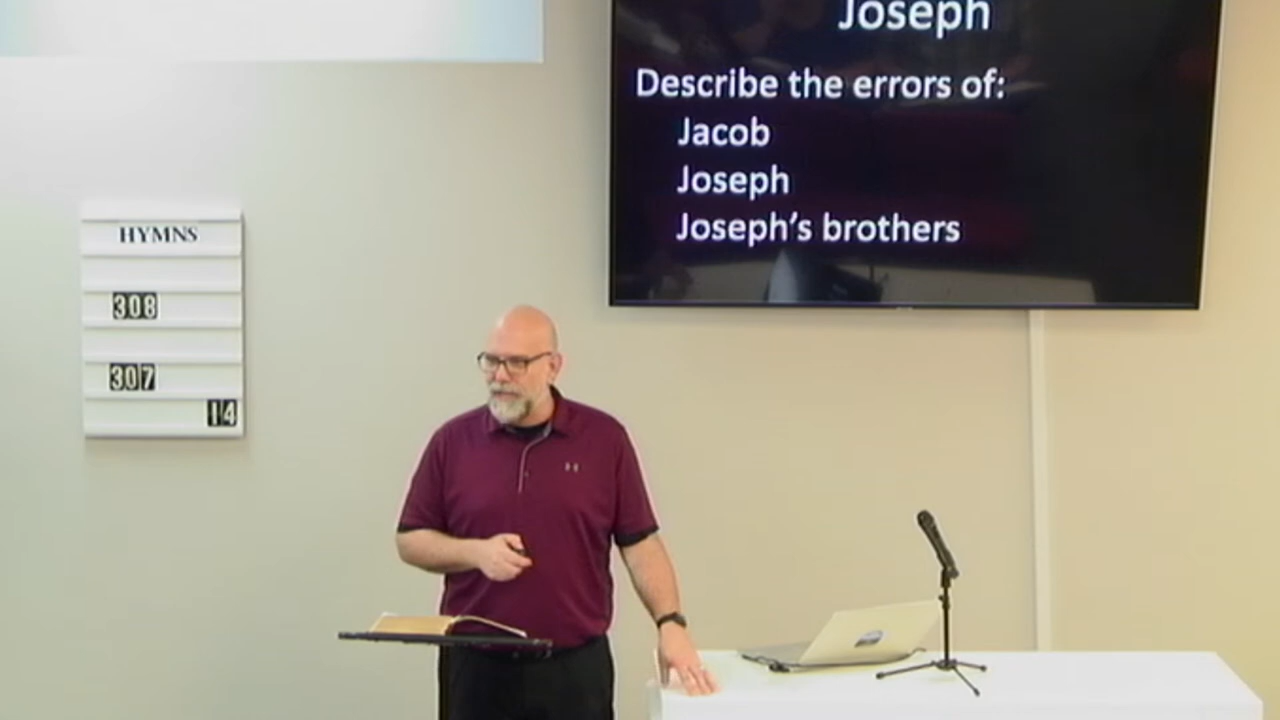 Joseph
Describe the errors of:
Jacob
Joseph
Joseph's brothers
HYMNS
308
307
14